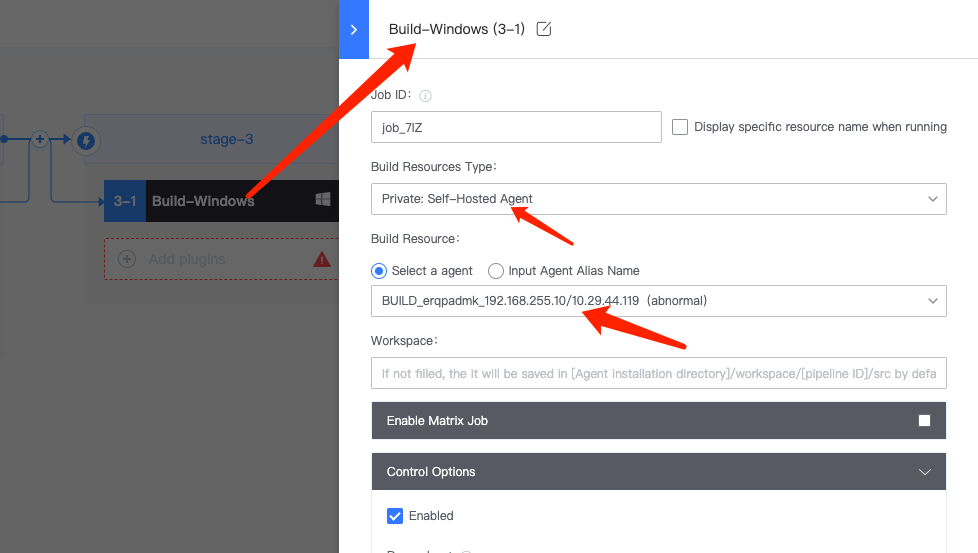 Build-Windows (3-1)
Job ID:
job_7IZ
Display specific resource name when running
stage-3
Build Resources Type:
3-1
Build-Windows
Private: Self-Hosted Agent
Build Resource:
Add plugins
Select a agent
Input Agent Alias Name
BUILD_erqpadmk_192.168.255.10/10.29.44.119 (abnormal)
Workspace:
If not filled, the it will be saved in [Agent installation directory]/workspace/[pipeline ID]/src by defa
Enable Matrix Job
Control Options
Enabled